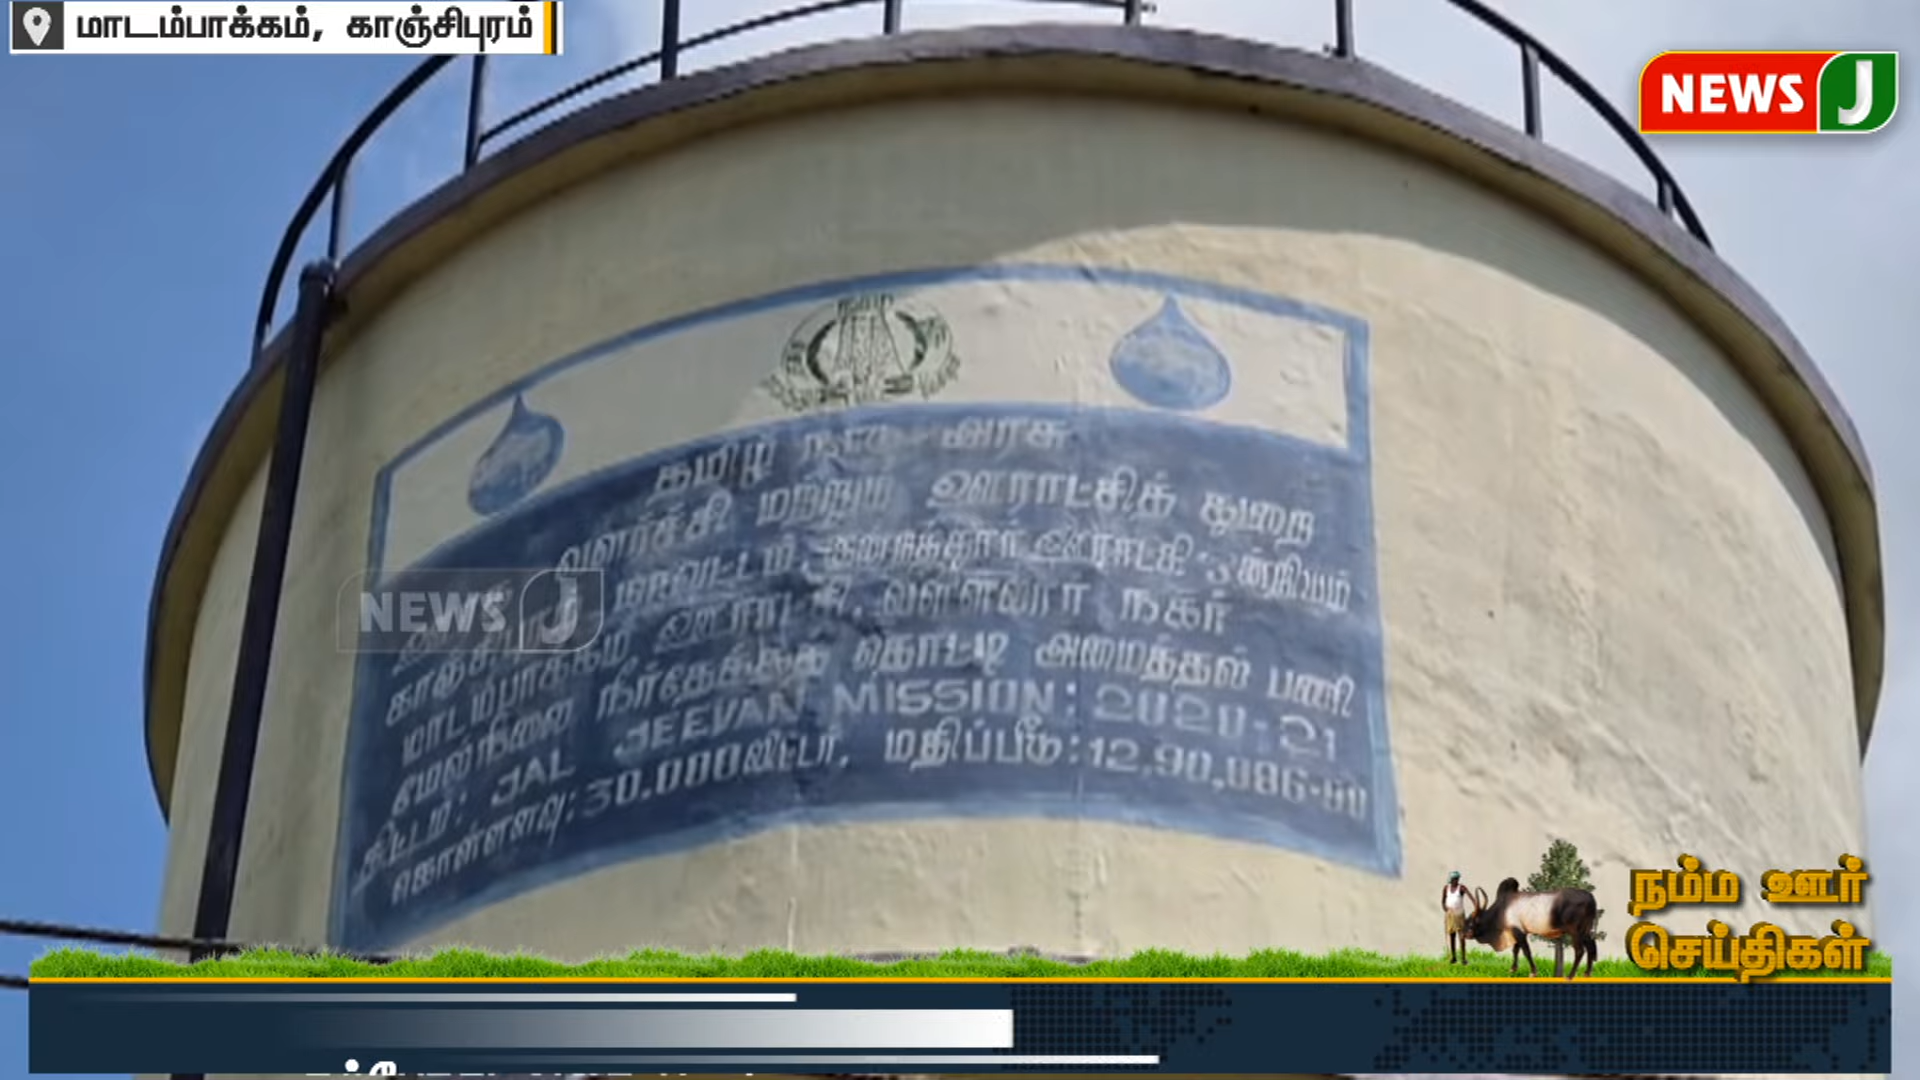 மாடம்பாக்கம், காஞ்சிபுரம்
NEWS J
தமிழ் நாடு அரசு
வளர்ச்சி மற்றும் ஊராட்சித் துறை
மாவட்டம், குன்றத்தூர் ஊராட்சி ஒன்றியம்
மாடம்பாக்கம் ஊராட்சி, வள்ளலார் நகர்
மேல்நிலை நீர்தேக்கத் தொட்டி அமைத்தல் பணி
திட்டம்: JAL JEEVAN MISSION: 2020-21
கொள்ளளவு: 30,000லிட்டர், மதிப்பீடு: 12,90,086-00
NEWS J
நம்ம ஊர்
செய்திகள்